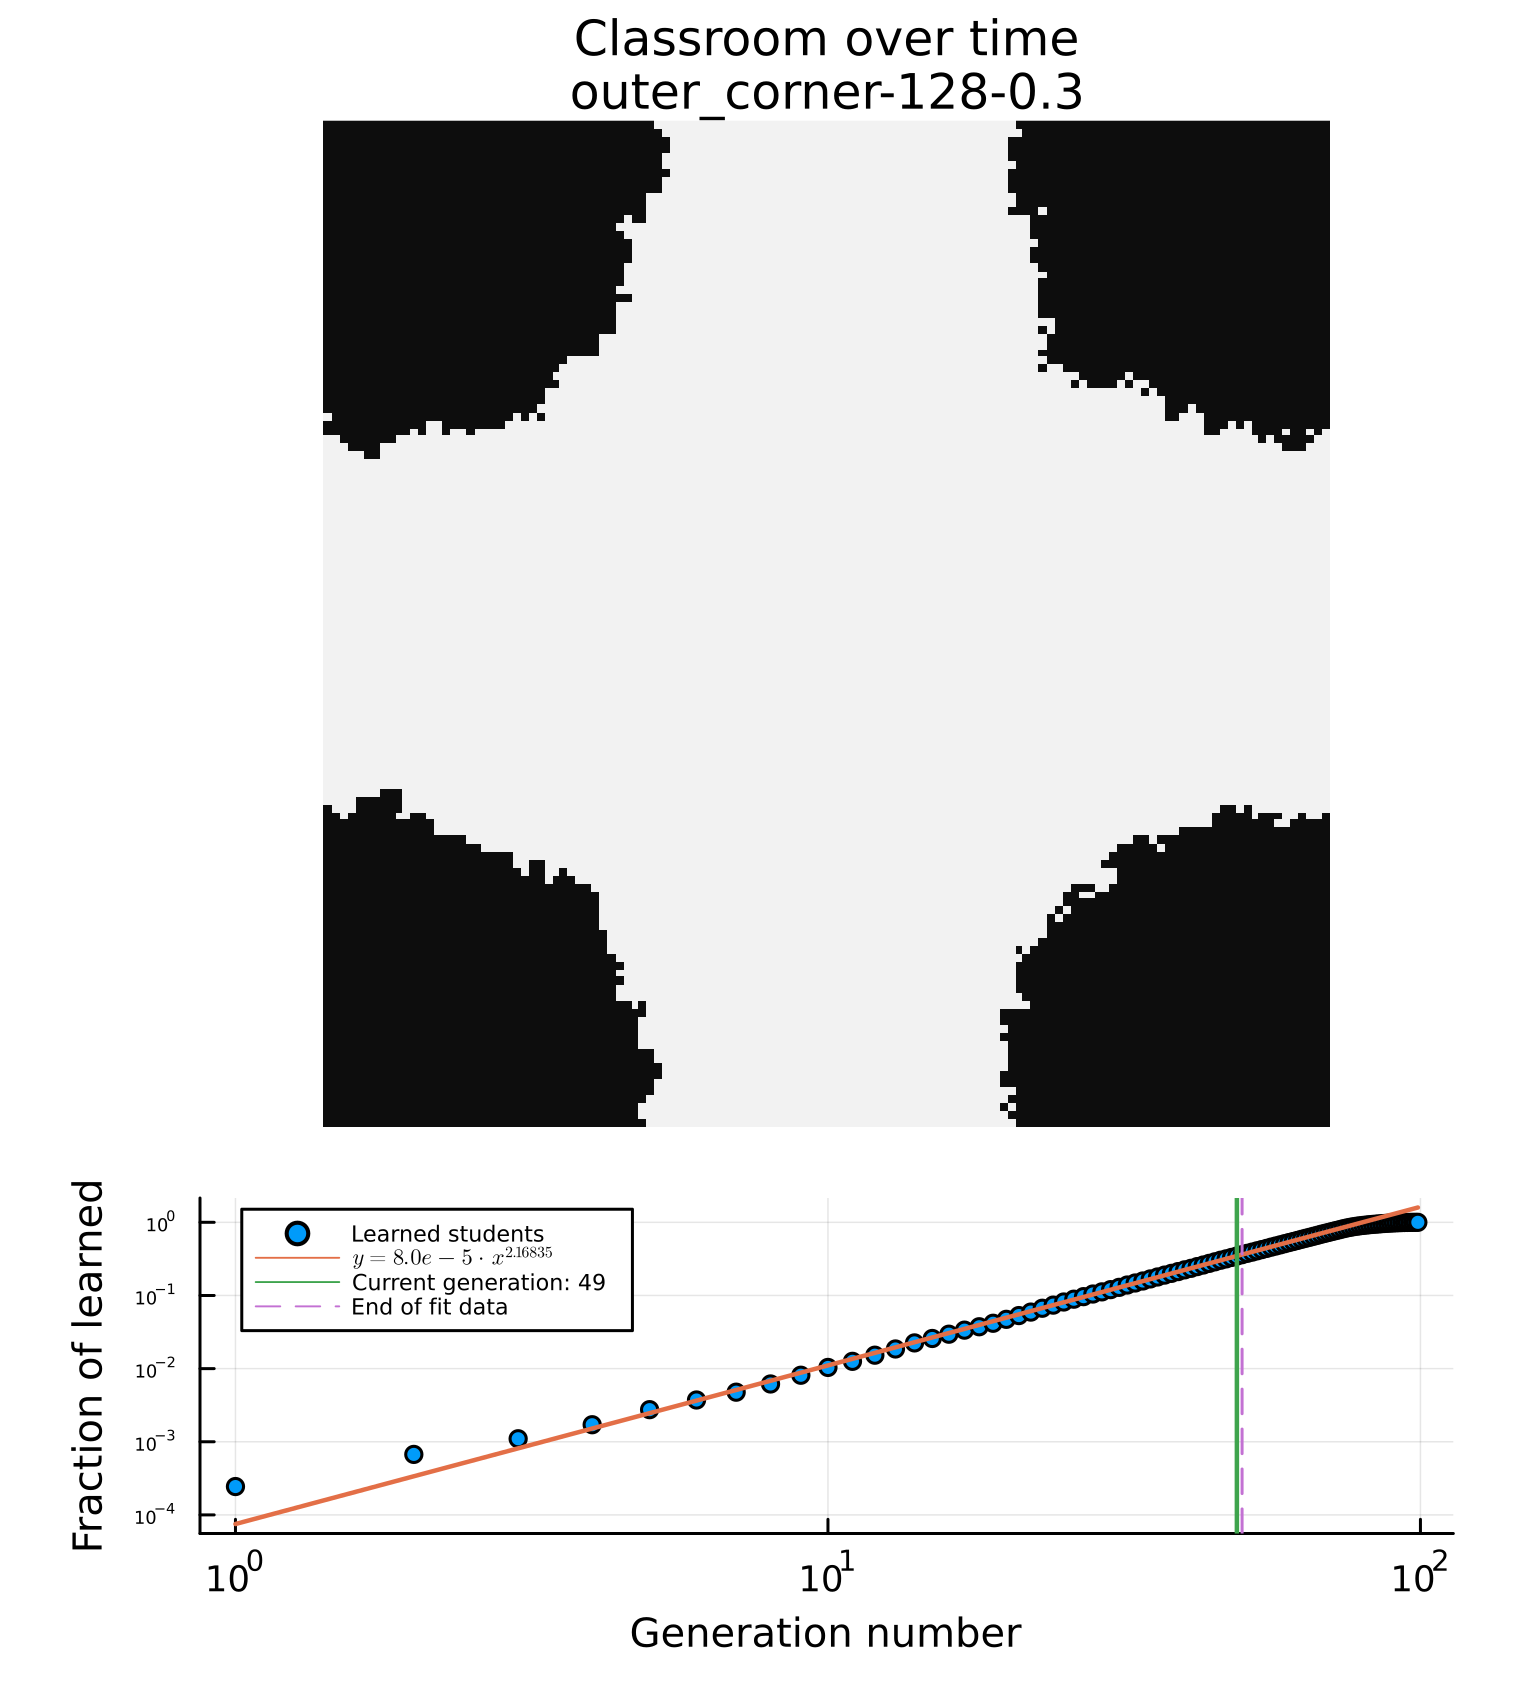 Classroom over time
outer_corner-128-0.3
Fraction of learned
10^0
10^−1
10^−2
10^−3
10^−4
Learned students
y = 8.0e − 5 · x^2.16835
Current generation: 49
End of fit data
10^0 10^1 10^2
Generation number